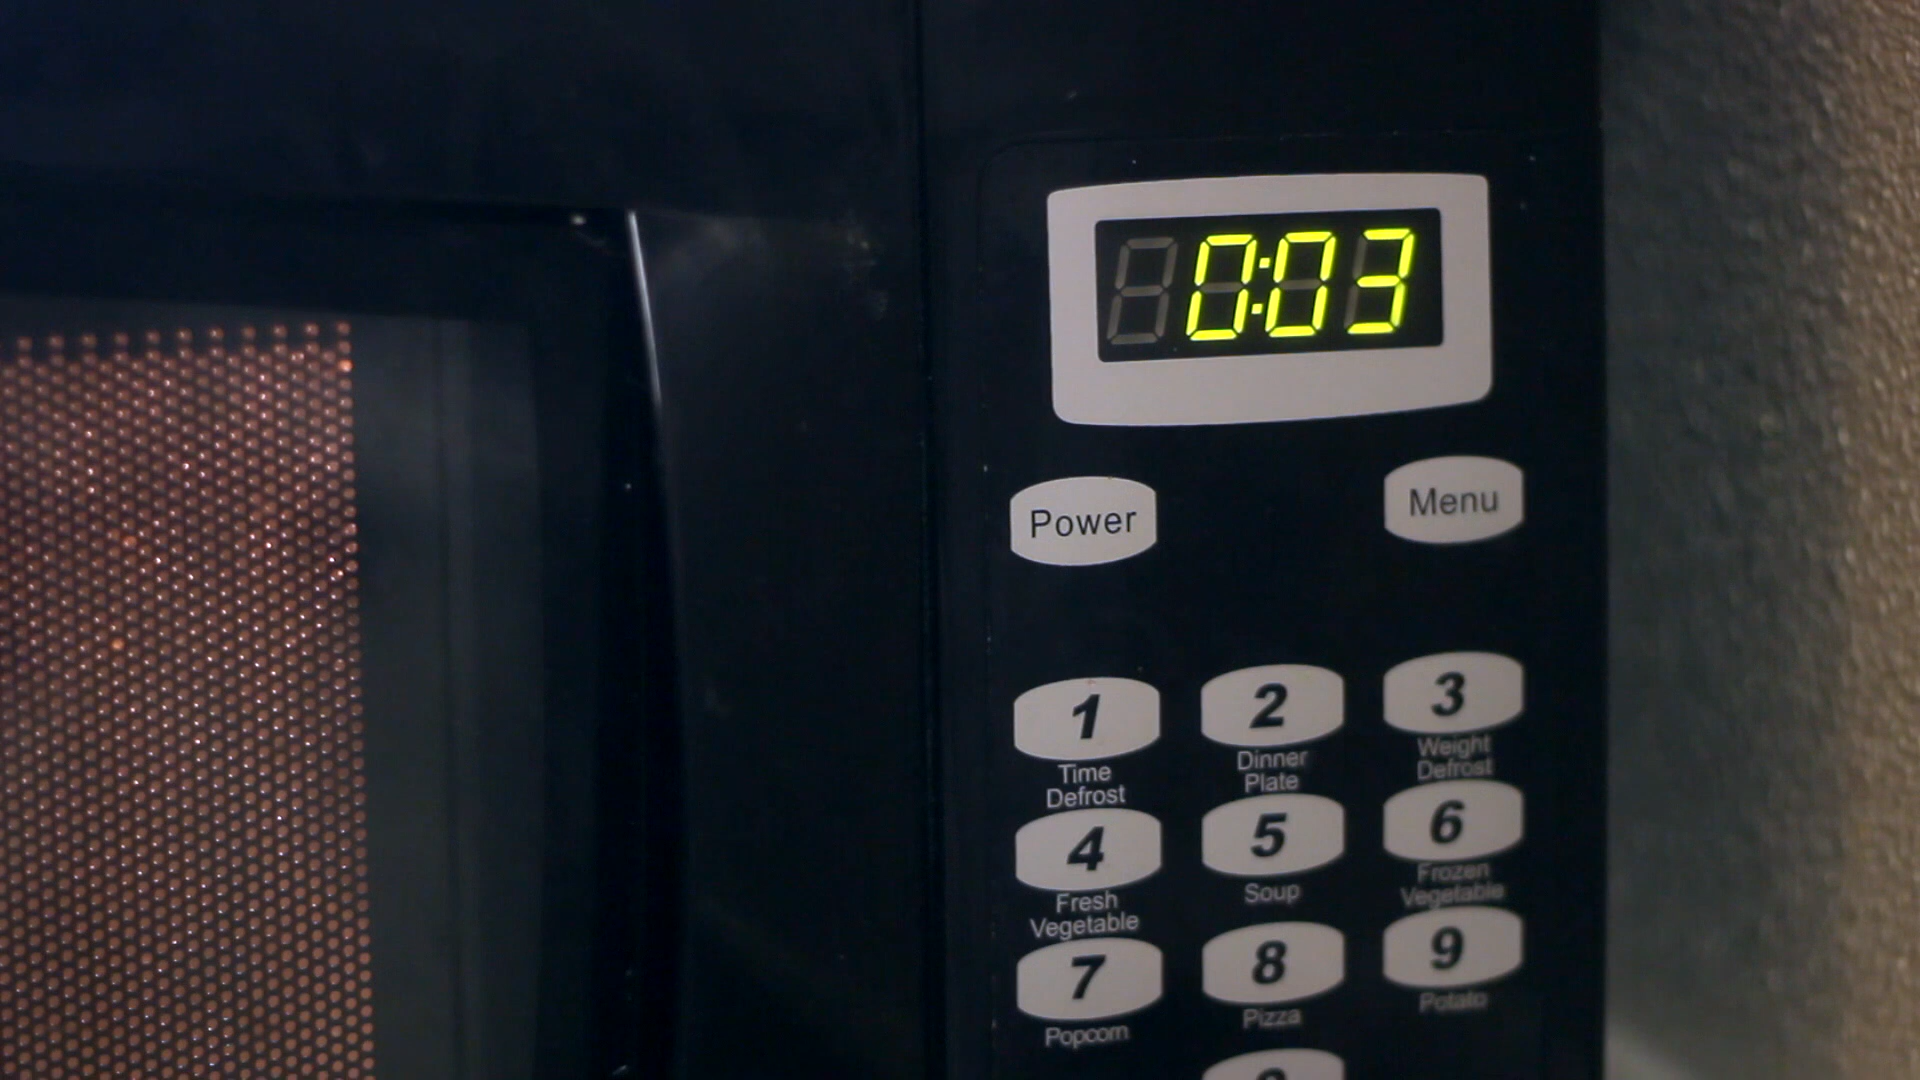 0:03
Power
Menu
1
2
3
Time
Defrost
Dinner
Plate
Weight
Defrost
4
5
6
Fresh
Vegetable
Soup
Frozen
Vegetable
7
8
9
Popcorn
Pizza
Potato